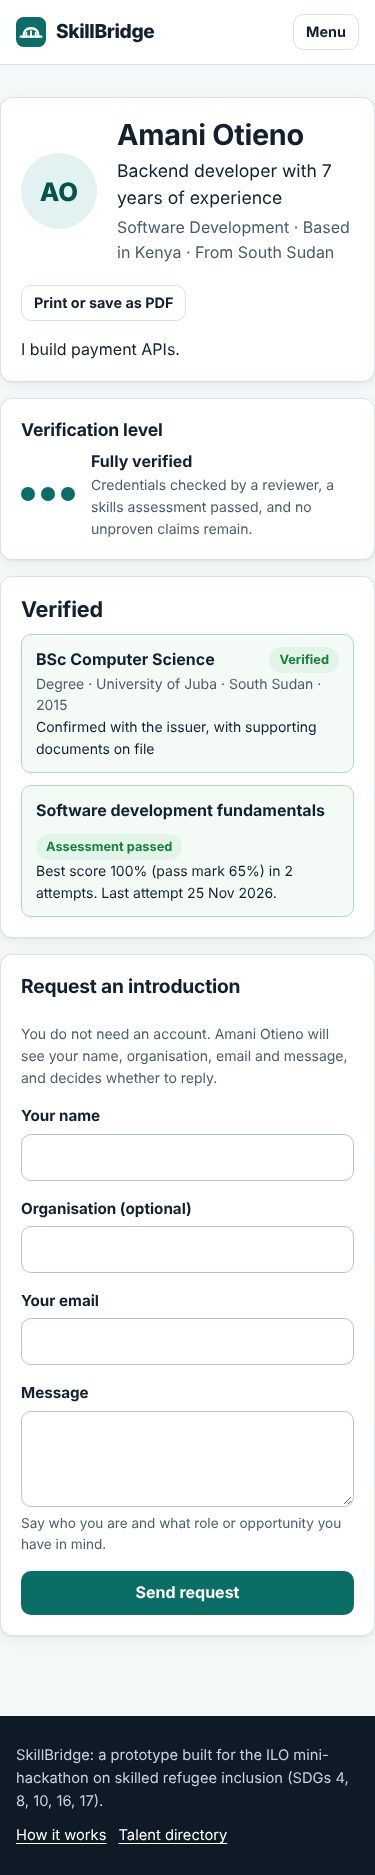 SkillBridge
Menu
AO
Amani Otieno
Backend developer with 7
years of experience
Software Development · Based
in Kenya · From South Sudan
Print or save as PDF
I build payment APIs.
Verification level
Fully verified
Credentials checked by a reviewer, a
skills assessment passed, and no
unproven claims remain.
Verified
BSc Computer Science
Verified
Degree · University of Juba · South Sudan ·
2015
Confirmed with the issuer, with supporting
documents on file
Software development fundamentals
Assessment passed
Best score 100% (pass mark 65%) in 2
attempts. Last attempt 25 Nov 2026.
Request an introduction
You do not need an account. Amani Otieno will
see your name, organisation, email and message,
and decides whether to reply.
Your name
Organisation (optional)
Your email
Message
Say who you are and what role or opportunity you
have in mind.
Send request
SkillBridge: a prototype built for the ILO mini-
hackathon on skilled refugee inclusion (SDGs 4,
8, 10, 16, 17).
How it works Talent directory